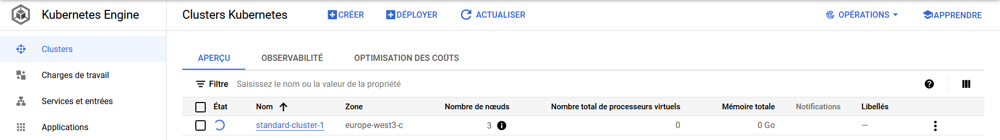 Kubernetes Engine
Clusters Kubernetes
CRÉER
DÉPLOYER
ACTUALISER
OPÉRATIONS
APPRENDRE
Clusters
Charges de travail
Services et entrées
Applications
APERÇU
OBSERVABILITÉ
OPTIMISATION DES COÛTS
Filtre Saisissez le nom ou la valeur de la propriété
État Nom Zone Nombre de nœuds Nombre total de processeurs virtuels Mémoire totale Notifications Libellés
standard-cluster-1 europe-west3-c 3 0 0 Go —